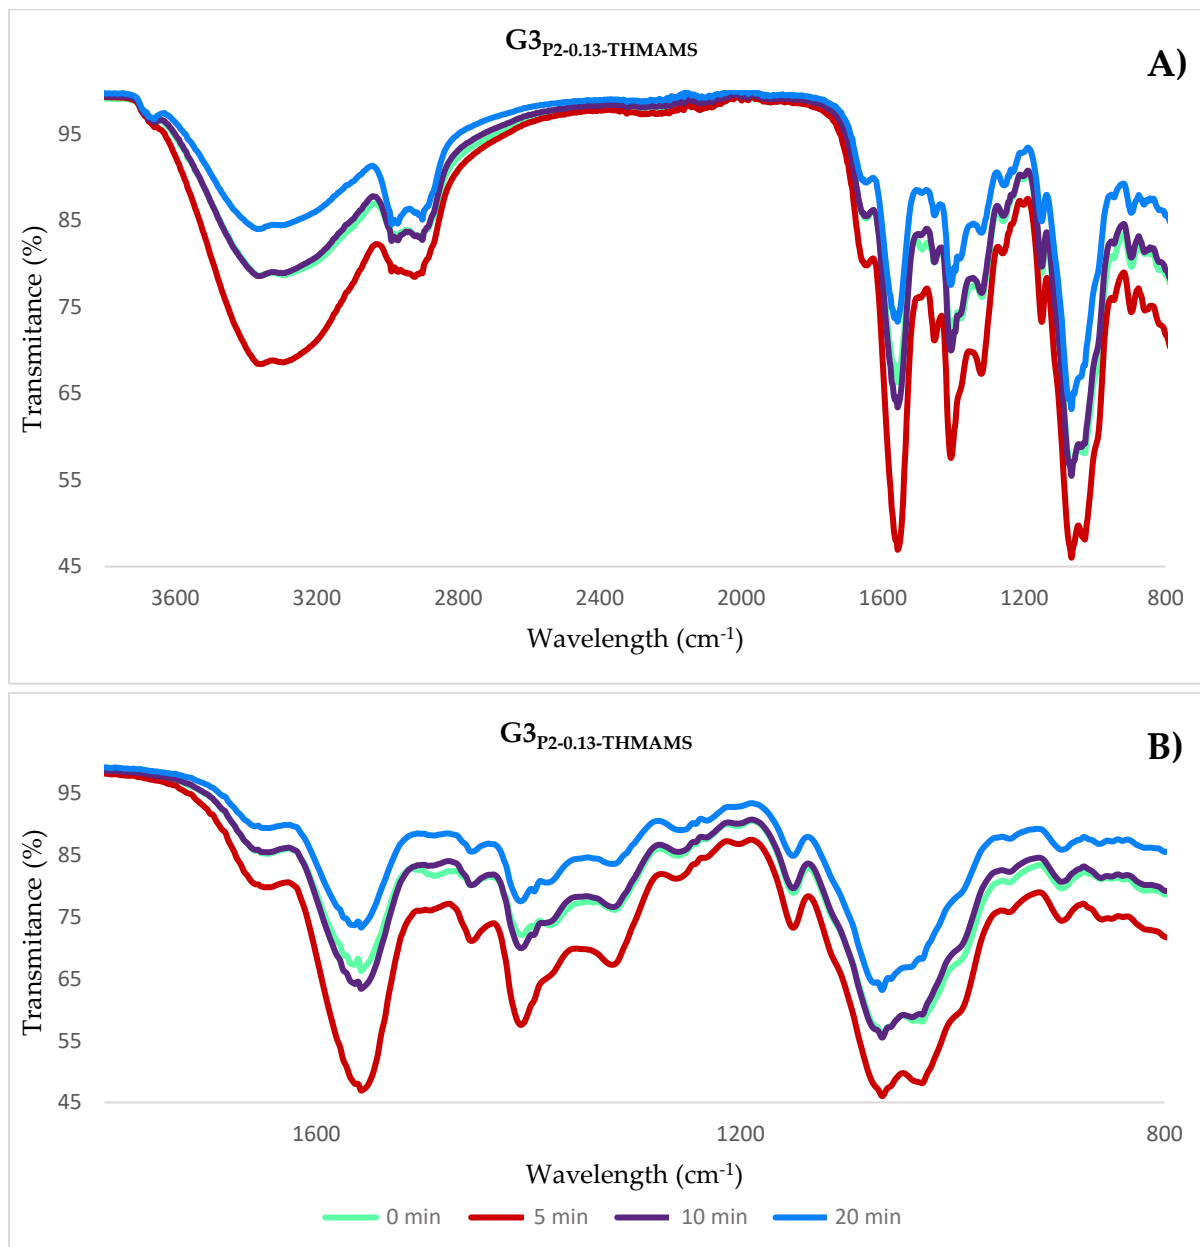 G3P2-0.13-THMAMS
A)
95
85
75
65
55
45
Transmitance (%)
3600 3200 2800 2400 2000 1600 1200 800
Wavelength (cm-1)
G3P2-0.13-THMAMS
B)
95
85
75
65
55
45
Transmitance (%)
1600 1200 800
Wavelength (cm-1)
0 min 5 min 10 min 20 min